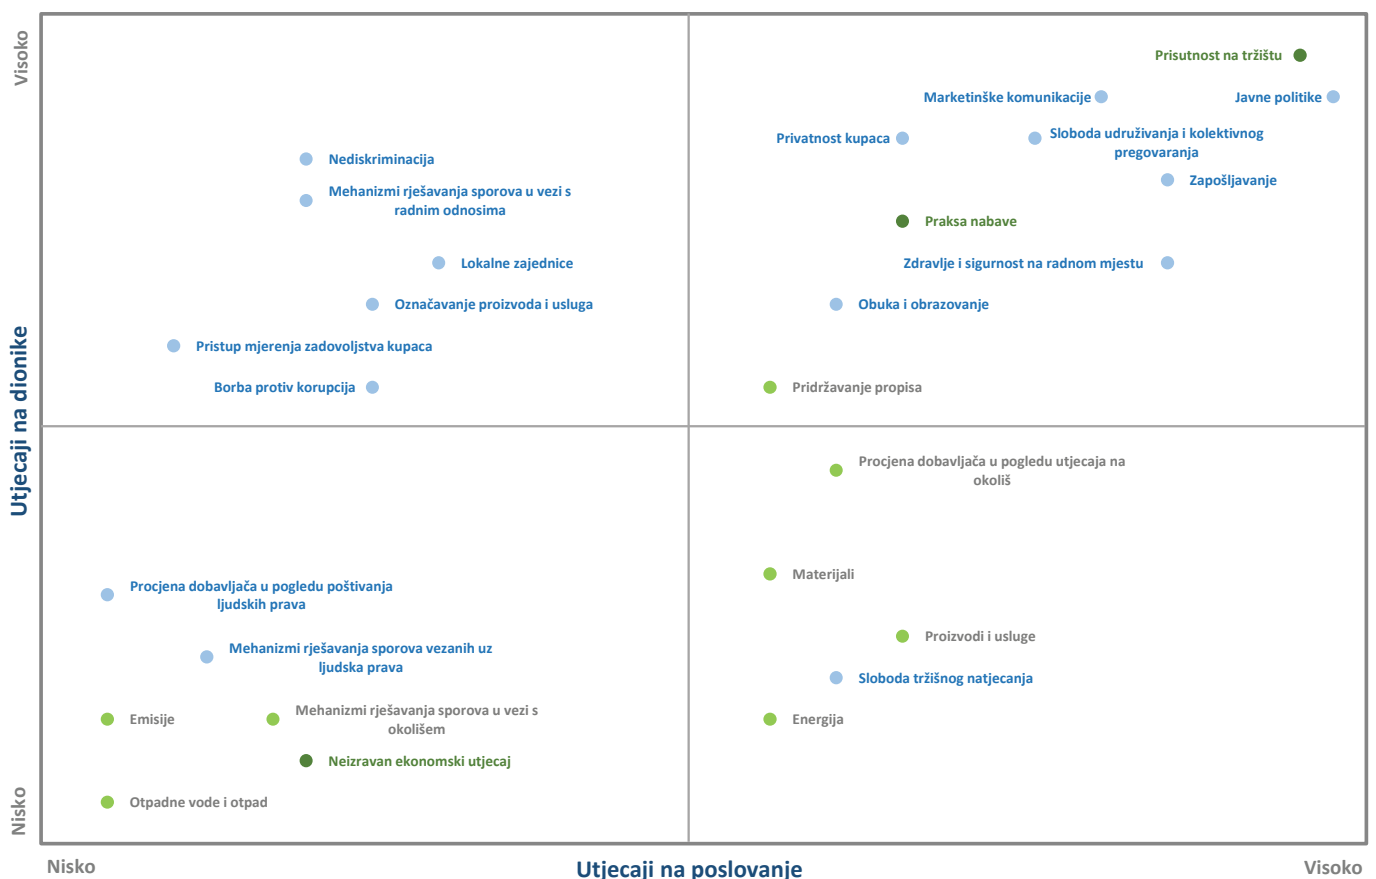 Visoko
Prisutnost na tržištu
Marketinške komunikacije
Javne politike
Privatnost kupaca
Sloboda udruživanja i kolektivnog
pregovaranja
Nediskriminacija
Zapošljavanje
Mehanizmi rješavanja sporova u vezi s
radnim odnosima
Praksa nabave
Lokalne zajednice
Zdravlje i sigurnost na radnom mjestu
Označavanje proizvoda i usluga
Obuka i obrazovanje
Pristup mjerenja zadovoljstva kupaca
Borba protiv korupcija
Pridržavanje propisa
Utjecaji na dionike
Procjena dobavljača u pogledu utjecaja na
okoliš
Materijali
Procjena dobavljača u pogledu poštivanja
ljudskih prava
Proizvodi i usluge
Mehanizmi rješavanja sporova vezanih uz
ljudska prava
Sloboda tržišnog natjecanja
Emisije
Mehanizmi rješavanja sporova u vezi s
okolišem
Energija
Neizravan ekonomski utjecaj
Otpadne vode i otpad
Nisko
Nisko
Utjecaji na poslovanje
Visoko